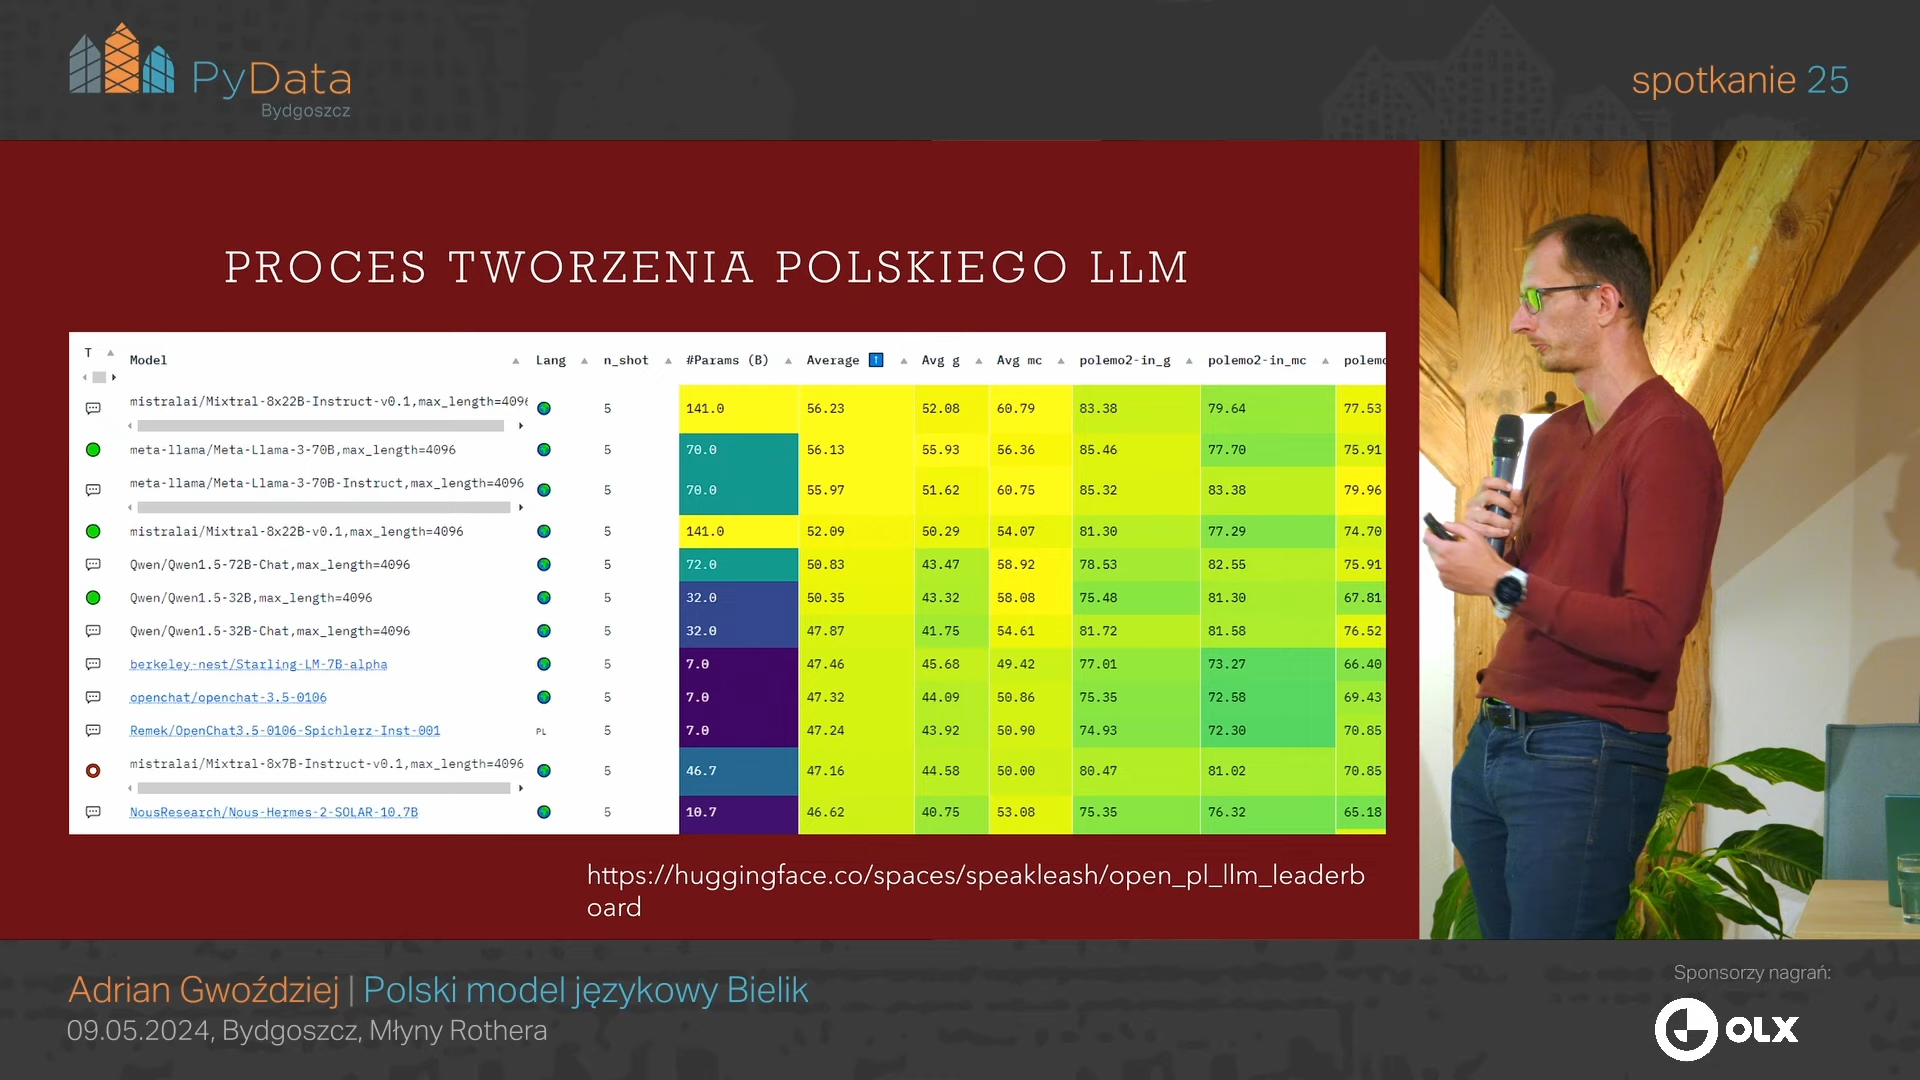 PyData
Bydgoszcz
spotkanie 25
PROCES TWORZENIA POLSKIEGO LLM
T Model Lang n_shot #Params (B) Average ↑ Avg g Avg mc polemo2-in_g polemo2-in_mc polemo
mistralai/Mixtral-8x22B-Instruct-v0.1,max_length=4096 5 141.0 56.23 52.08 60.79 83.38 79.64 77.53
meta-llama/Meta-Llama-3-70B,max_length=4096 5 70.0 56.13 55.93 56.36 85.46 77.70 75.91
meta-llama/Meta-Llama-3-70B-Instruct,max_length=4096 5 70.0 55.97 51.62 60.75 85.32 83.38 79.96
mistralai/Mixtral-8x22B-v0.1,max_length=4096 5 141.0 52.09 50.29 54.07 81.30 77.29 74.70
Qwen/Qwen1.5-72B-Chat,max_length=4096 5 72.0 50.83 43.47 58.92 78.53 82.55 75.91
Qwen/Qwen1.5-32B,max_length=4096 5 32.0 50.35 43.32 58.08 75.48 81.30 67.81
Qwen/Qwen1.5-32B-Chat,max_length=4096 5 32.0 47.87 41.75 54.61 81.72 81.58 76.52
berkeley-nest/Starling-LM-7B-alpha 5 7.0 47.46 45.68 49.42 77.01 73.27 66.40
openchat/openchat-3.5-0106 5 7.0 47.32 44.09 50.86 75.35 72.58 69.43
Remek/OpenChat3.5-0106-Spichlerz-Inst-001 PL 5 7.0 47.24 43.92 50.90 74.93 72.30 70.85
mistralai/Mixtral-8x7B-Instruct-v0.1,max_length=4096 5 46.7 47.16 44.58 50.00 80.47 81.02 70.85
NousResearch/Nous-Hermes-2-SOLAR-10.7B 5 10.7 46.62 40.75 53.08 75.35 76.32 65.18
https://huggingface.co/spaces/speakleash/open_pl_llm_leaderb
oard
Adrian Gwoździej | Polski model językowy Bielik
09.05.2024, Bydgoszcz, Młyny Rothera
Sponsorzy nagrań:
OLX